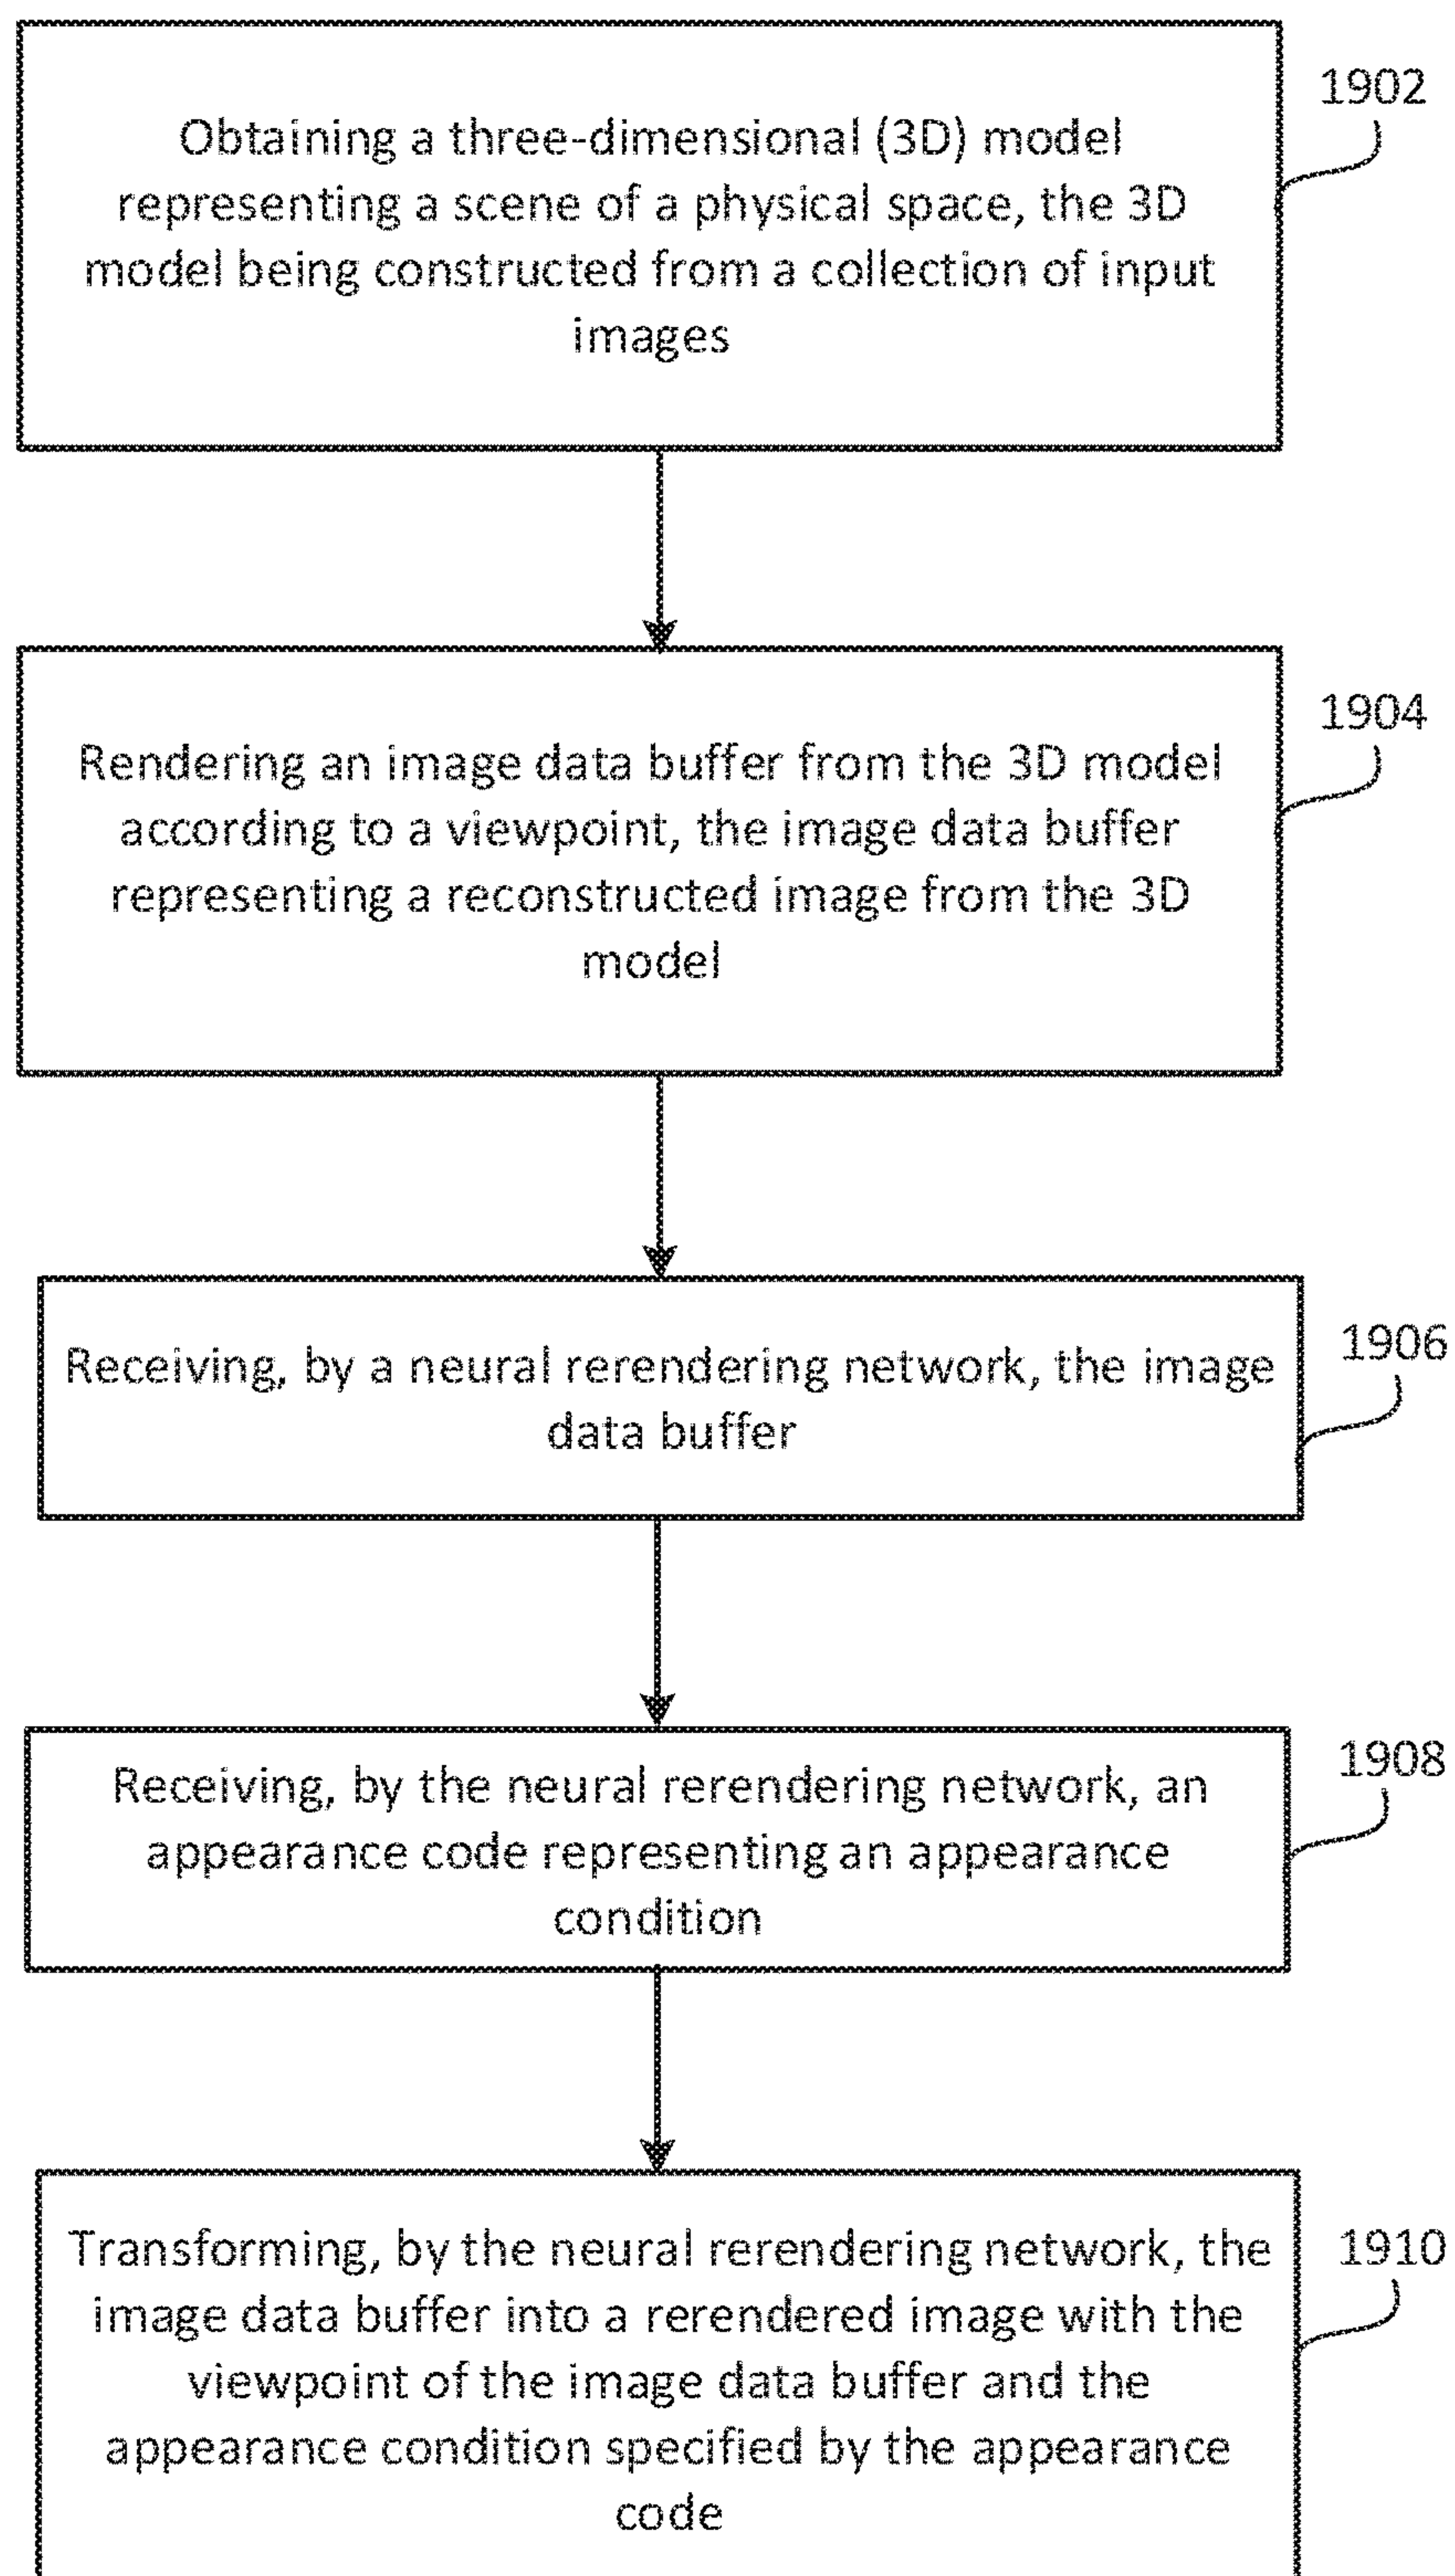 1902
Obtaining a three-dimensional (3D) model
representing a scene of a physical space, the 3D
model being constructed from a collection of input
images
1904
Rendering an image data buffer from the 3D model
according to a viewpoint, the image data buffer
representing a reconstructed image from the 3D
model
1906
Receiving, by a neural rerendering network, the image
data buffer
1908
Receiving, by the neural rerendering network, an
appearance code representing an appearance
condition
1910
Transforming, by the neural rerendering network, the
image data buffer into a rerendered image with the
viewpoint of the image data buffer and the
appearance condition specified by the appearance
code